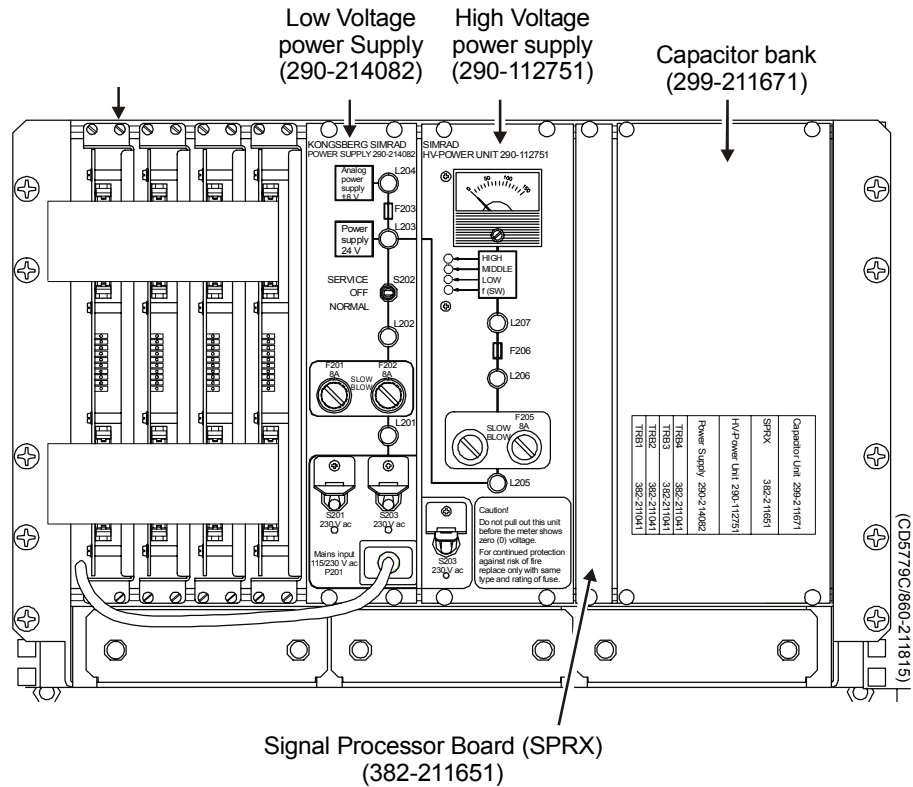 Low Voltage
power Supply
(290-214082)
High Voltage
power supply
(290-112751)
Capacitor bank
(299-211671)
KONGSBERG SIMRAD
POWER SUPPLY 290-214082
Analog
power
supply
±8 V
L204
F203
L203
Power
supply
24 V
SERVICE
OFF
NORMAL
S202
L202
F201
8A
SLOW
BLOW
F202
8A
L201
S201
230 V ac
S203
230 V ac
Mains input
115/230 V ac
P201
SIMRAD
HV-POWER UNIT 290-112751
0 50 100 150
HIGH
MIDDLE
LOW
f (SW)
L207
F206
L206
SLOW
BLOW
F205
8A
L205
S203
230 V ac
Caution!
Do not pull out this unit
before the meter shows
zero (0) voltage.
For continued protection
against risk of fire
replace only with same
type and rating of fuse.
Capacitor Unit 299-211671
SPRX 382-211651
HV-Power Unit 290-112751
Power Supply 290-214082
TRB4 382-211041
TRB3 382-211041
TRB2 382-211041
TRB1 382-211041
(CD5779C/860-211815)
Signal Processor Board (SPRX)
(382-211651)